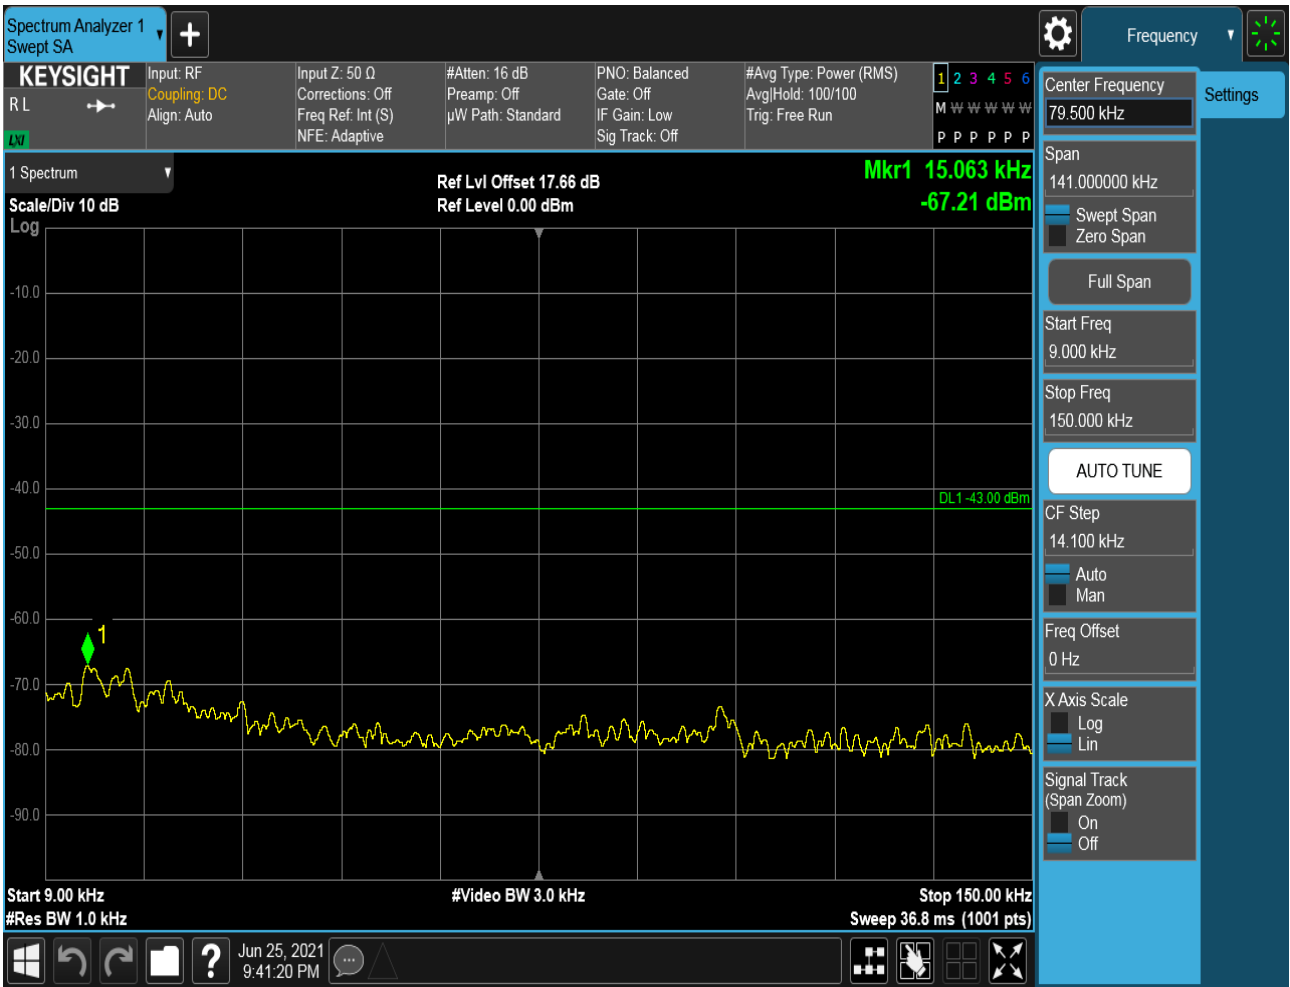 Spectrum Analyzer 1
Swept SA
Frequency
KEYSIGHT
R L
LXI
Input: RF
Coupling: DC
Align: Auto
Input Z: 50 Ω
Corrections: Off
Freq Ref: Int (S)
NFE: Adaptive
#Atten: 16 dB
Preamp: Off
µW Path: Standard
PNO: Balanced
Gate: Off
IF Gain: Low
Sig Track: Off
#Avg Type: Power (RMS)
Avg|Hold: 100/100
Trig: Free Run
1 2 3 4 5 6
M W W W W W
P P P P P P
1 Spectrum
Scale/Div 10 dB
Log
Ref Lvl Offset 17.66 dB
Ref Level 0.00 dBm
Mkr1 15.063 kHz
-67.21 dBm
-10.0
-20.0
-30.0
-40.0
DL1 -43.00 dBm
-50.0
-60.0
1
-70.0
-80.0
-90.0
Start 9.00 kHz
#Res BW 1.0 kHz
#Video BW 3.0 kHz
Stop 150.00 kHz
Sweep 36.8 ms (1001 pts)
Center Frequency
79.500 kHz
Settings
Span
141.000000 kHz
Swept Span
Zero Span
Full Span
Start Freq
9.000 kHz
Stop Freq
150.000 kHz
AUTO TUNE
CF Step
14.100 kHz
Auto
Man
Freq Offset
0 Hz
X Axis Scale
Log
Lin
Signal Track
(Span Zoom)
On
Off
?
Jun 25, 2021
9:41:20 PM